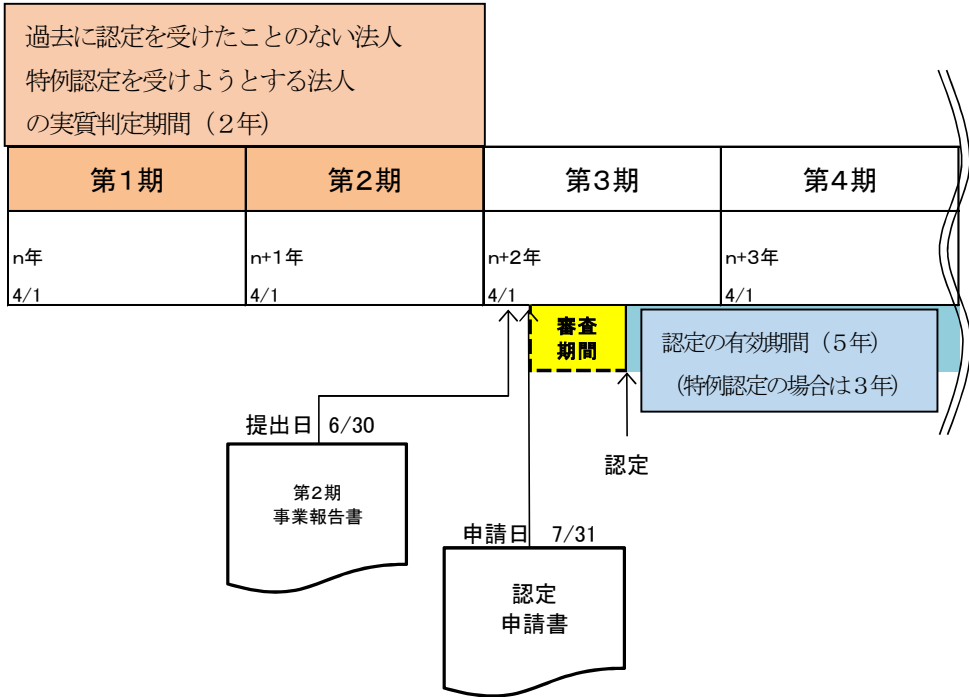 過去に認定を受けたことのない法人
特例認定を受けようとする法人
の実質判定期間（２年）
第１期
第２期
第３期
第４期
n年
4/1
n+1年
4/1
n+2年
4/1
n+3年
4/1
審査
期間
認定の有効期間（５年）
（特例認定の場合は３年）
提出日 6/30
認定
第2期
事業報告書
申請日 7/31
認定
申請書